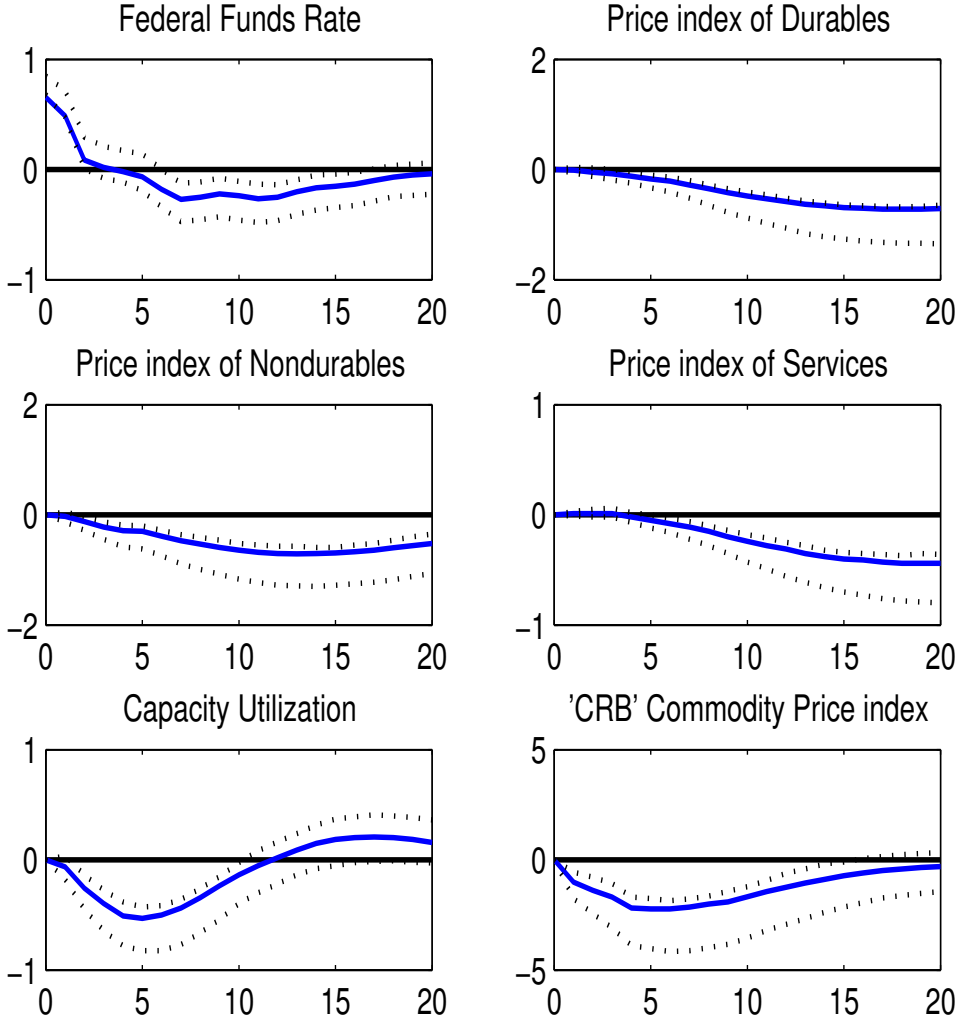 Federal Funds Rate
Price index of Durables
1
0
−1
0 5 10 15 20
2
0
−2
0 5 10 15 20
Price index of Nondurables
Price index of Services
2
0
−2
0 5 10 15 20
1
0
−1
0 5 10 15 20
Capacity Utilization
'CRB' Commodity Price index
1
0
−1
0 5 10 15 20
5
0
−5
0 5 10 15 20